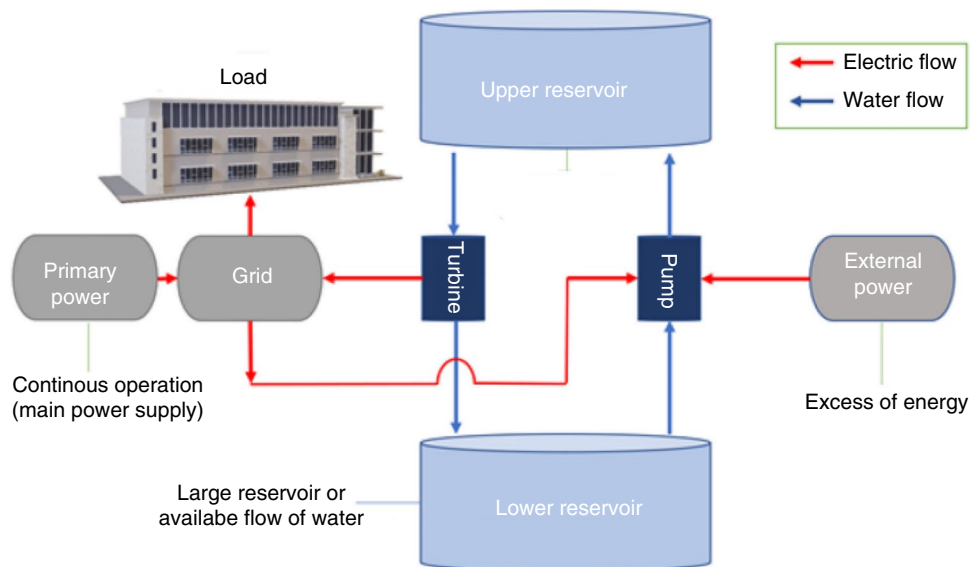 Load
Upper reservoir
Electric flow
Water flow
Primary
power
Grid
Turbine
Pump
External
power
Continous operation
(main power supply)
Excess of energy
Large reservoir or
availabe flow of water
Lower reservoir